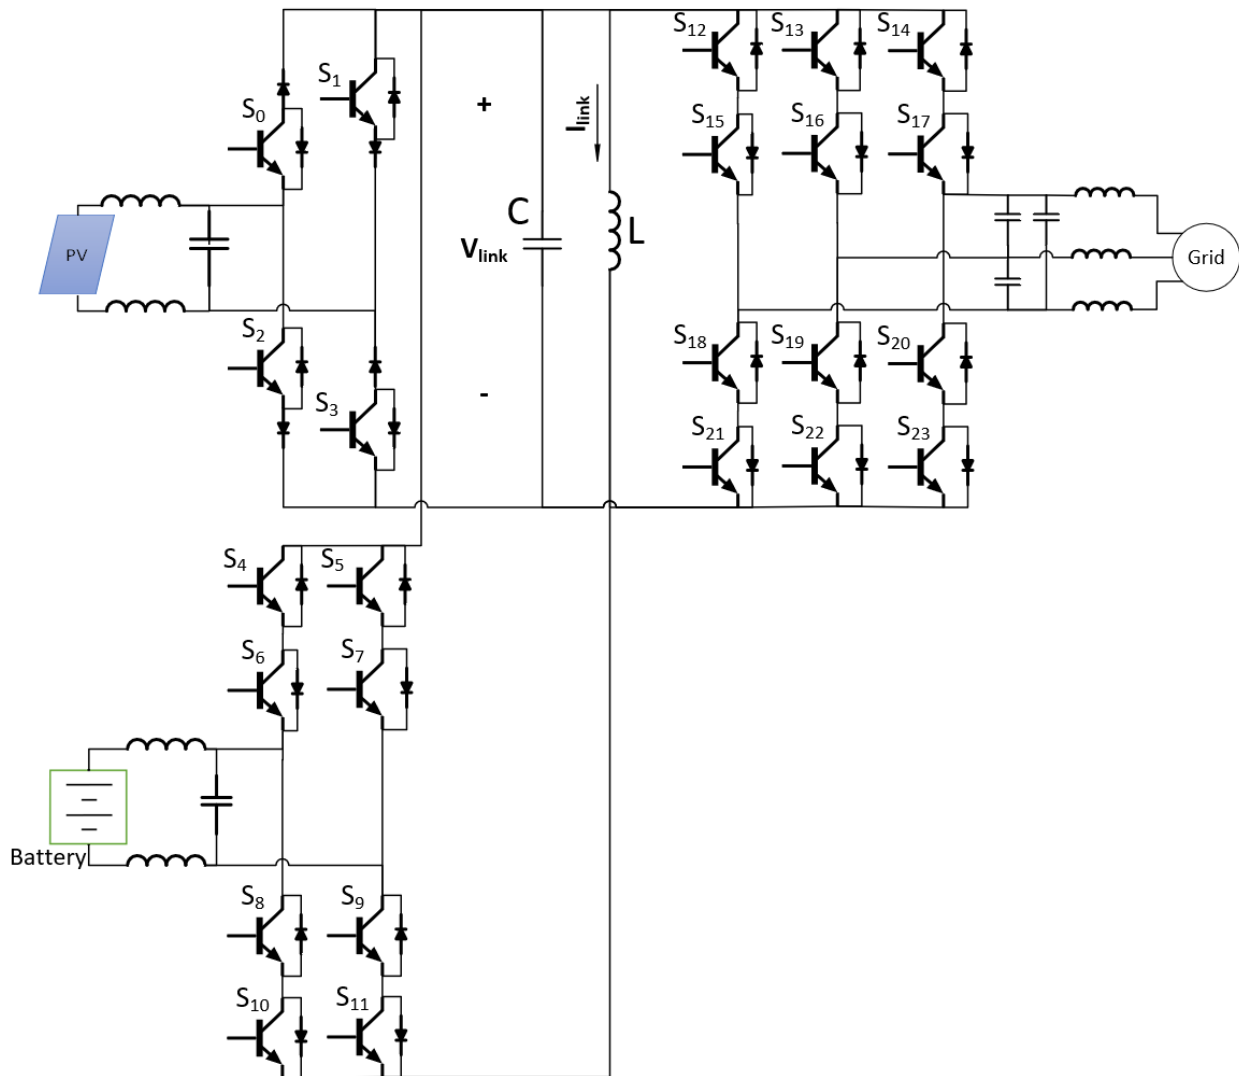 S12 S13 S14
S1
S0
+
Ilink
S15 S16 S17
C
L
Vlink
PV
Grid
S2
S18 S19 S20
S3
-
S21 S22 S23
S4 S5
S6 S7
Battery
S8 S9
S10 S11